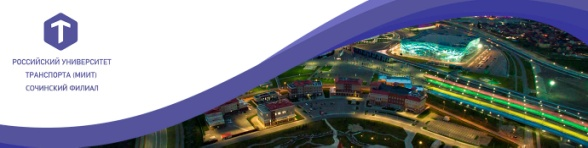 РОССИЙСКИЙ УНИВЕРСИТЕТ
ТРАНСПОРТА (МИИТ)
СОЧИНСКИЙ ФИЛИАЛ